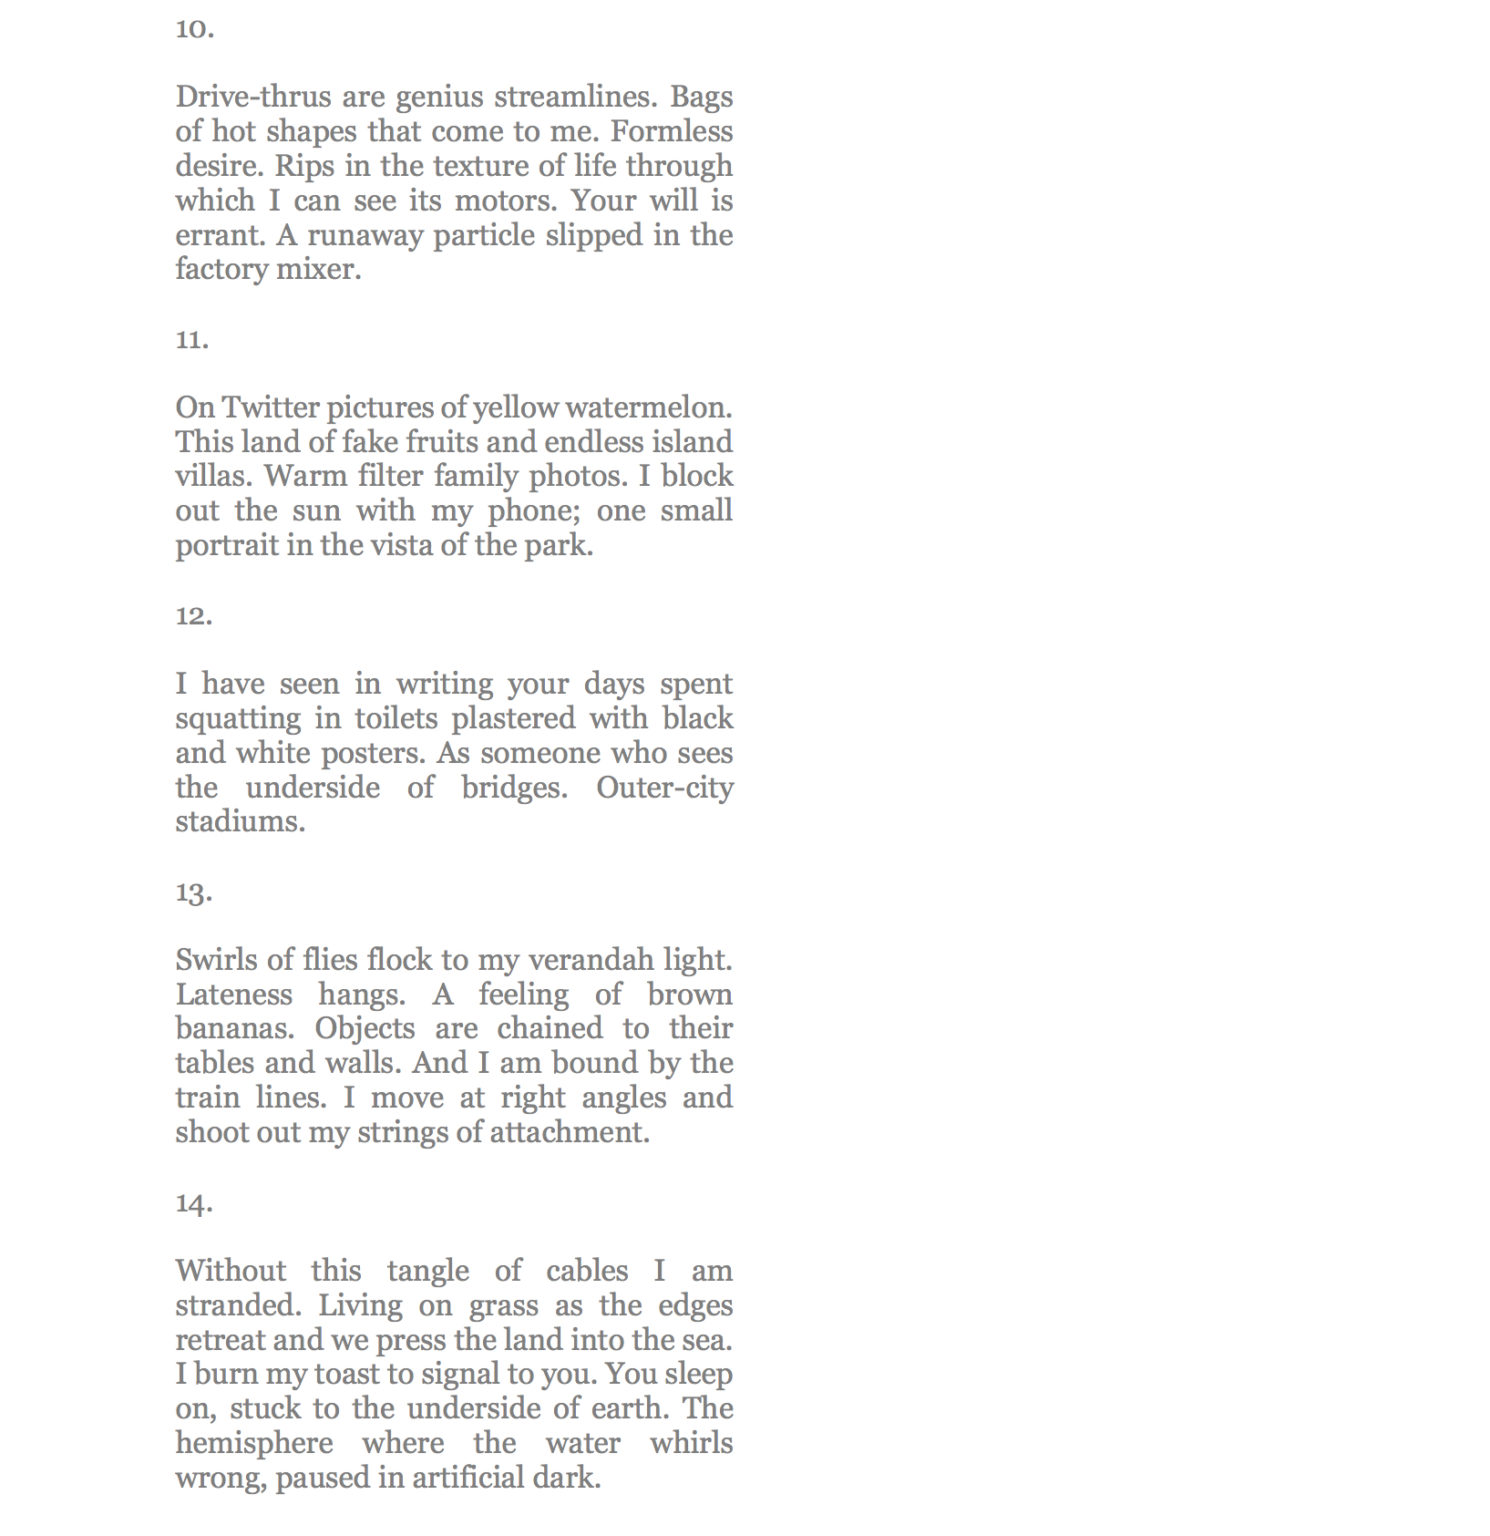 10.
Drive-thrus are genius streamlines. Bags
of hot shapes that come to me. Formless
desire. Rips in the texture of life through
which I can see its motors. Your will is
errant. A runaway particle slipped in the
factory mixer.
11.
On Twitter pictures of yellow watermelon.
This land of fake fruits and endless island
villas. Warm filter family photos. I block
out the sun with my phone; one small
portrait in the vista of the park.
12.
I have seen in writing your days spent
squatting in toilets plastered with black
and white posters. As someone who sees
the underside of bridges. Outer-city
stadiums.
13.
Swirls of flies flock to my verandah light.
Lateness hangs. A feeling of brown
bananas. Objects are chained to their
tables and walls. And I am bound by the
train lines. I move at right angles and
shoot out my strings of attachment.
14.
Without this tangle of cables I am
stranded. Living on grass as the edges
retreat and we press the land into the sea.
I burn my toast to signal to you. You sleep
on, stuck to the underside of earth. The
hemisphere where the water whirls
wrong, paused in artificial dark.